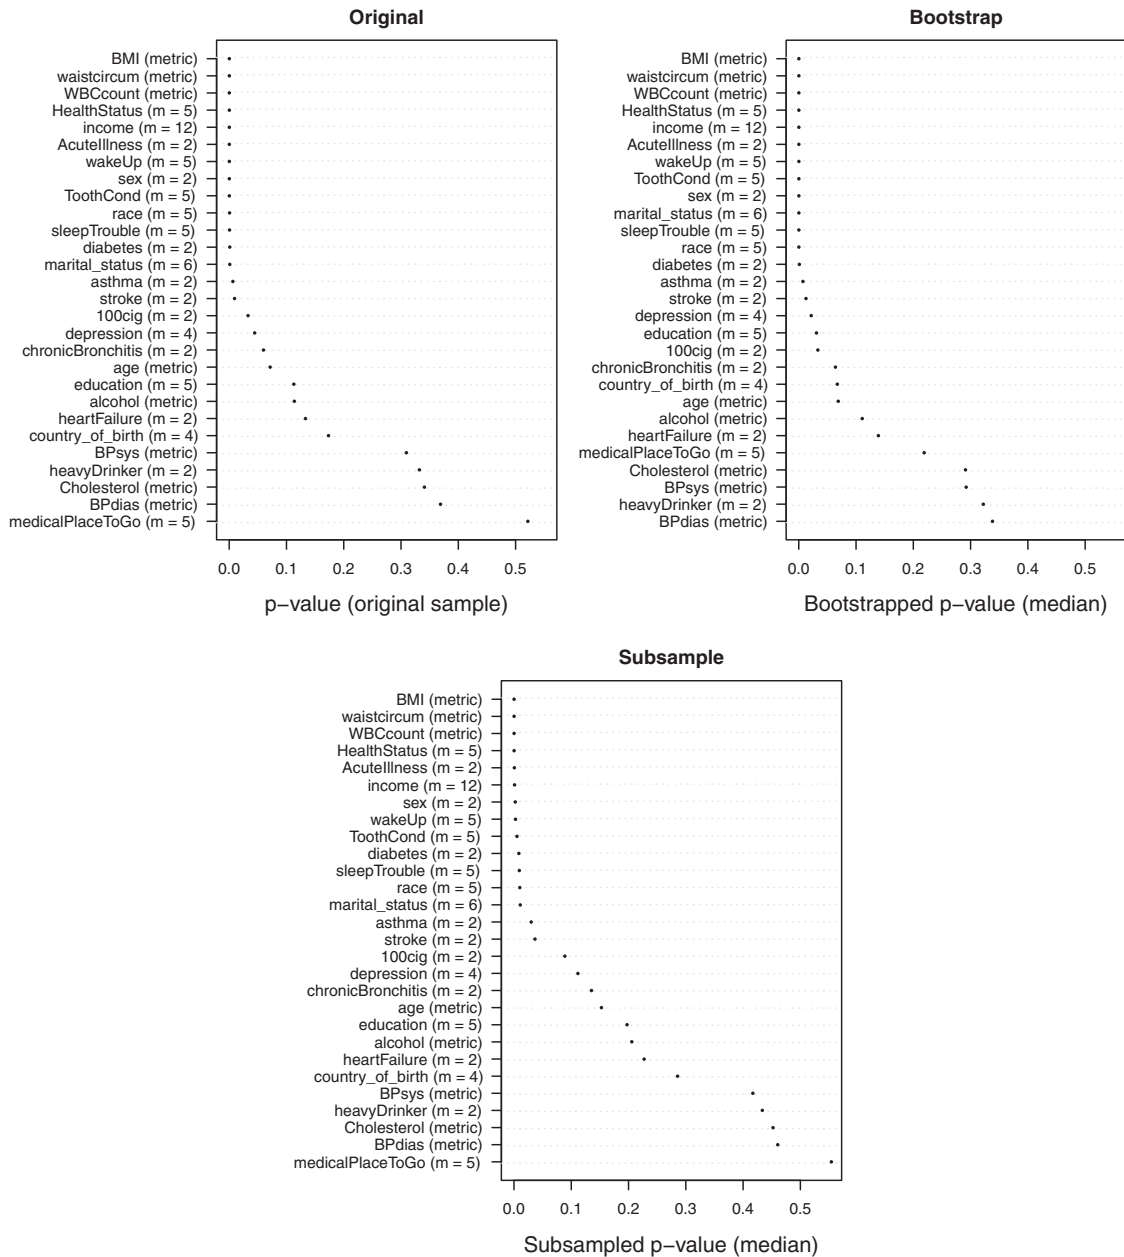 Original
BMI (metric)
waistcircum (metric)
WBCcount (metric)
HealthStatus (m = 5)
income (m = 12)
AcuteIllness (m = 2)
wakeUp (m = 5)
sex (m = 2)
ToothCond (m = 5)
race (m = 5)
sleepTrouble (m = 5)
diabetes (m = 2)
marital_status (m = 6)
asthma (m = 2)
stroke (m = 2)
100cig (m = 2)
depression (m = 4)
chronicBronchitis (m = 2)
age (metric)
education (m = 5)
alcohol (metric)
heartFailure (m = 2)
country_of_birth (m = 4)
BPsys (metric)
heavyDrinker (m = 2)
Cholesterol (metric)
BPdias (metric)
medicalPlaceToGo (m = 5)
0.0 0.1 0.2 0.3 0.4 0.5
p−value (original sample)
Bootstrap
BMI (metric)
waistcircum (metric)
WBCcount (metric)
HealthStatus (m = 5)
income (m = 12)
AcuteIllness (m = 2)
wakeUp (m = 5)
ToothCond (m = 5)
sex (m = 2)
marital_status (m = 6)
sleepTrouble (m = 5)
race (m = 5)
diabetes (m = 2)
asthma (m = 2)
stroke (m = 2)
depression (m = 4)
education (m = 5)
100cig (m = 2)
chronicBronchitis (m = 2)
country_of_birth (m = 4)
age (metric)
alcohol (metric)
heartFailure (m = 2)
medicalPlaceToGo (m = 5)
Cholesterol (metric)
BPsys (metric)
heavyDrinker (m = 2)
BPdias (metric)
0.0 0.1 0.2 0.3 0.4 0.5
Bootstrapped p−value (median)
Subsample
BMI (metric)
waistcircum (metric)
WBCcount (metric)
HealthStatus (m = 5)
AcuteIllness (m = 2)
income (m = 12)
sex (m = 2)
wakeUp (m = 5)
ToothCond (m = 5)
diabetes (m = 2)
sleepTrouble (m = 5)
race (m = 5)
marital_status (m = 6)
asthma (m = 2)
stroke (m = 2)
100cig (m = 2)
depression (m = 4)
chronicBronchitis (m = 2)
age (metric)
education (m = 5)
alcohol (metric)
heartFailure (m = 2)
country_of_birth (m = 4)
BPsys (metric)
heavyDrinker (m = 2)
Cholesterol (metric)
BPdias (metric)
medicalPlaceToGo (m = 5)
0.0 0.1 0.2 0.3 0.4 0.5
Subsampled p−value (median)